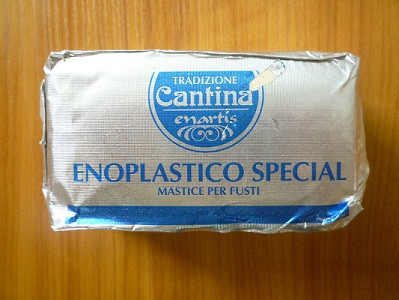 TRADIZIONE
Cantina
enartis
ENOPLASTICO SPECIAL
MASTICE PER FUSTI